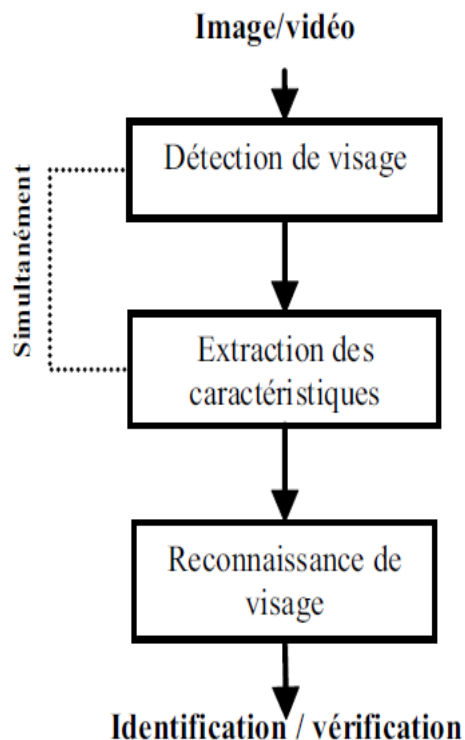 Image/vidéo
Détection de visage
Simultanément
Extraction des
caractéristiques
Reconnaissance de
visage
Identification / vérification